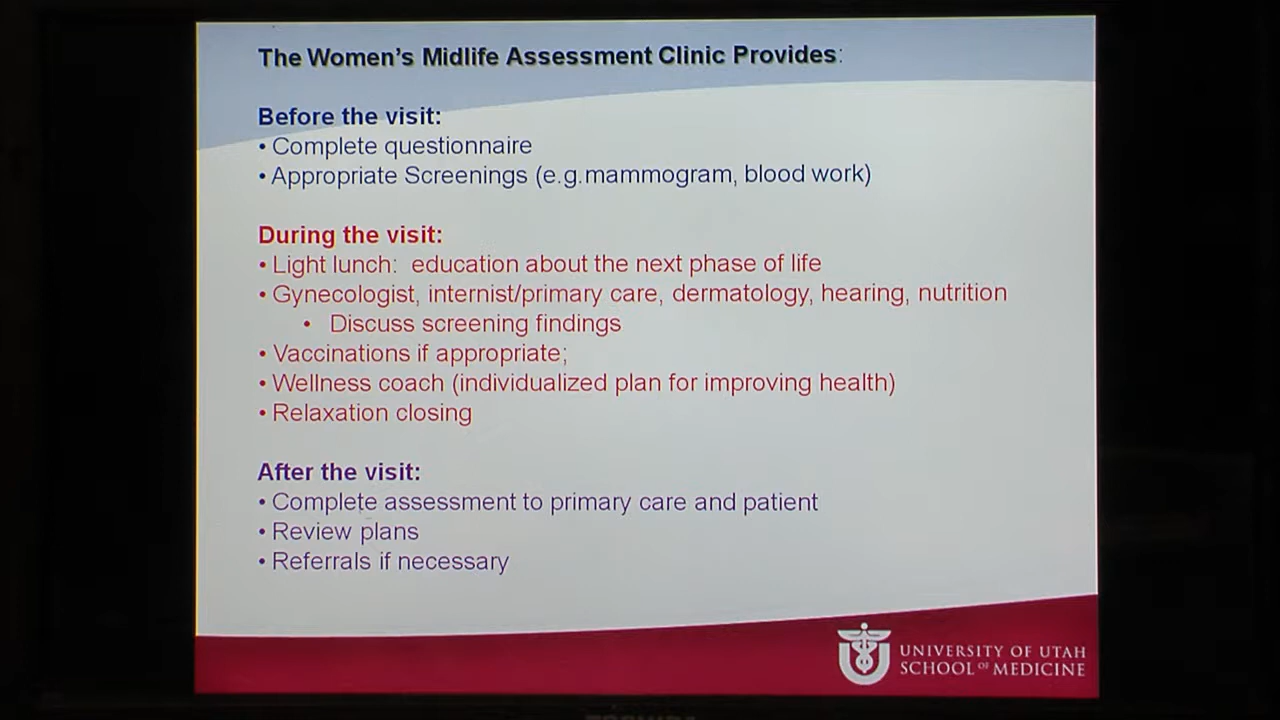 The Women's Midlife Assessment Clinic Provides:
Before the visit:
• Complete questionnaire
• Appropriate Screenings (e.g.mammogram, blood work)
During the visit:
• Light lunch: education about the next phase of life
• Gynecologist, internist/primary care, dermatology, hearing, nutrition
• Discuss screening findings
• Vaccinations if appropriate;
• Wellness coach (individualized plan for improving health)
• Relaxation closing
After the visit:
• Complete assessment to primary care and patient
• Review plans
• Referrals if necessary
UNIVERSITY OF UTAH
SCHOOL OF MEDICINE